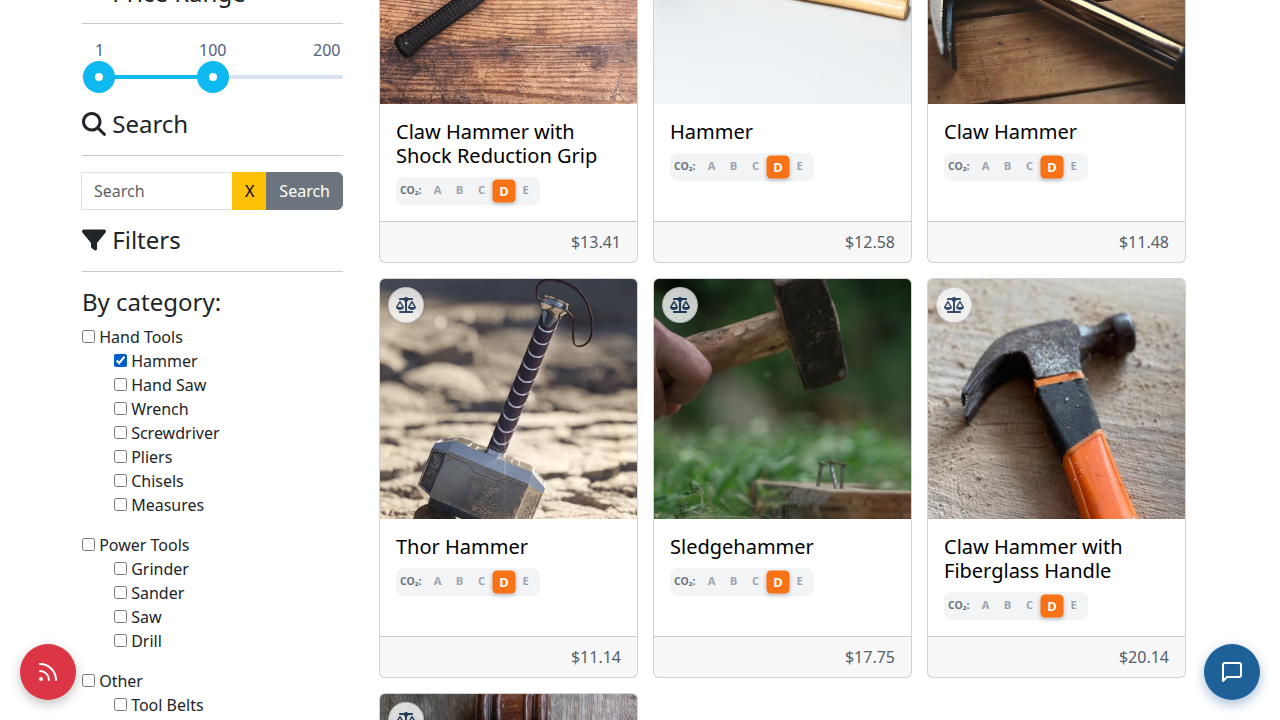 Price Range
1 100 200
Search
Search X Search
Filters
By category:
Hand Tools
Hammer
Hand Saw
Wrench
Screwdriver
Pliers
Chisels
Measures
Power Tools
Grinder
Sander
Saw
Drill
Other
Tool Belts
Claw Hammer with
Shock Reduction Grip
CO₂: A B C D E
$13.41
Hammer
CO₂: A B C D E
$12.58
Claw Hammer
CO₂: A B C D E
$11.48
Thor Hammer
CO₂: A B C D E
$11.14
Sledgehammer
CO₂: A B C D E
$17.75
Claw Hammer with
Fiberglass Handle
CO₂: A B C D E
$20.14